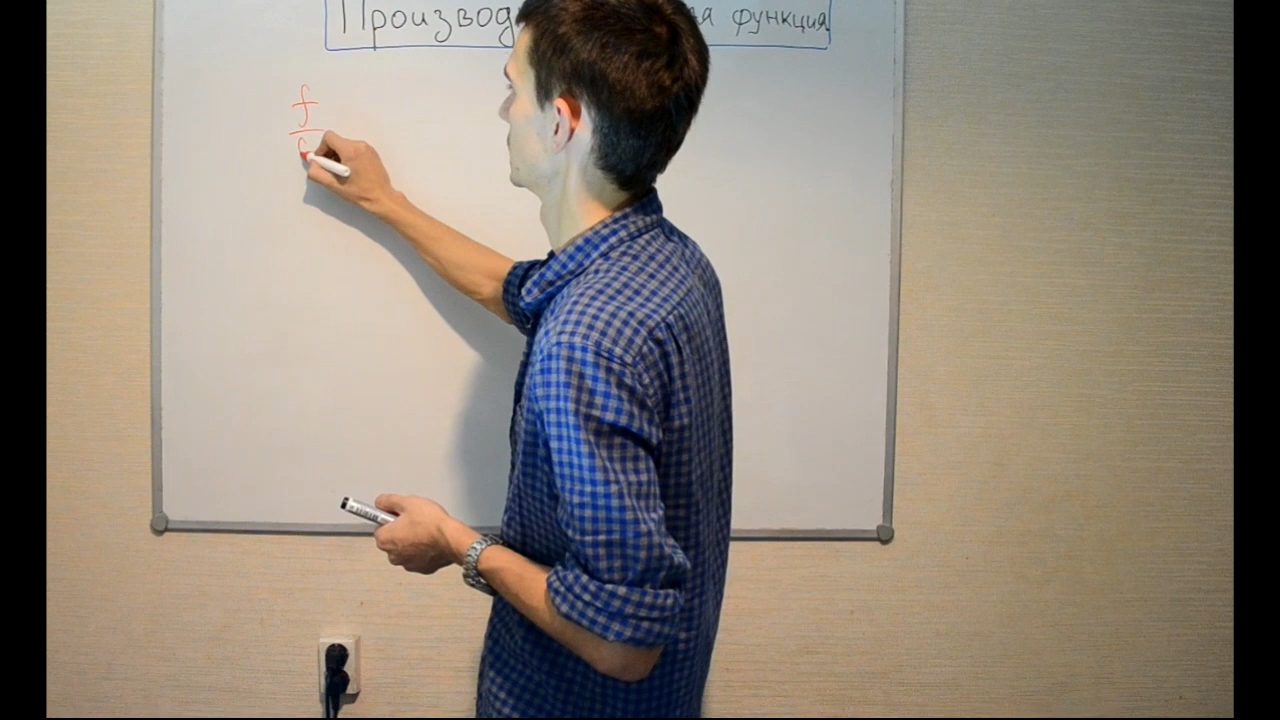 Производ функция
f